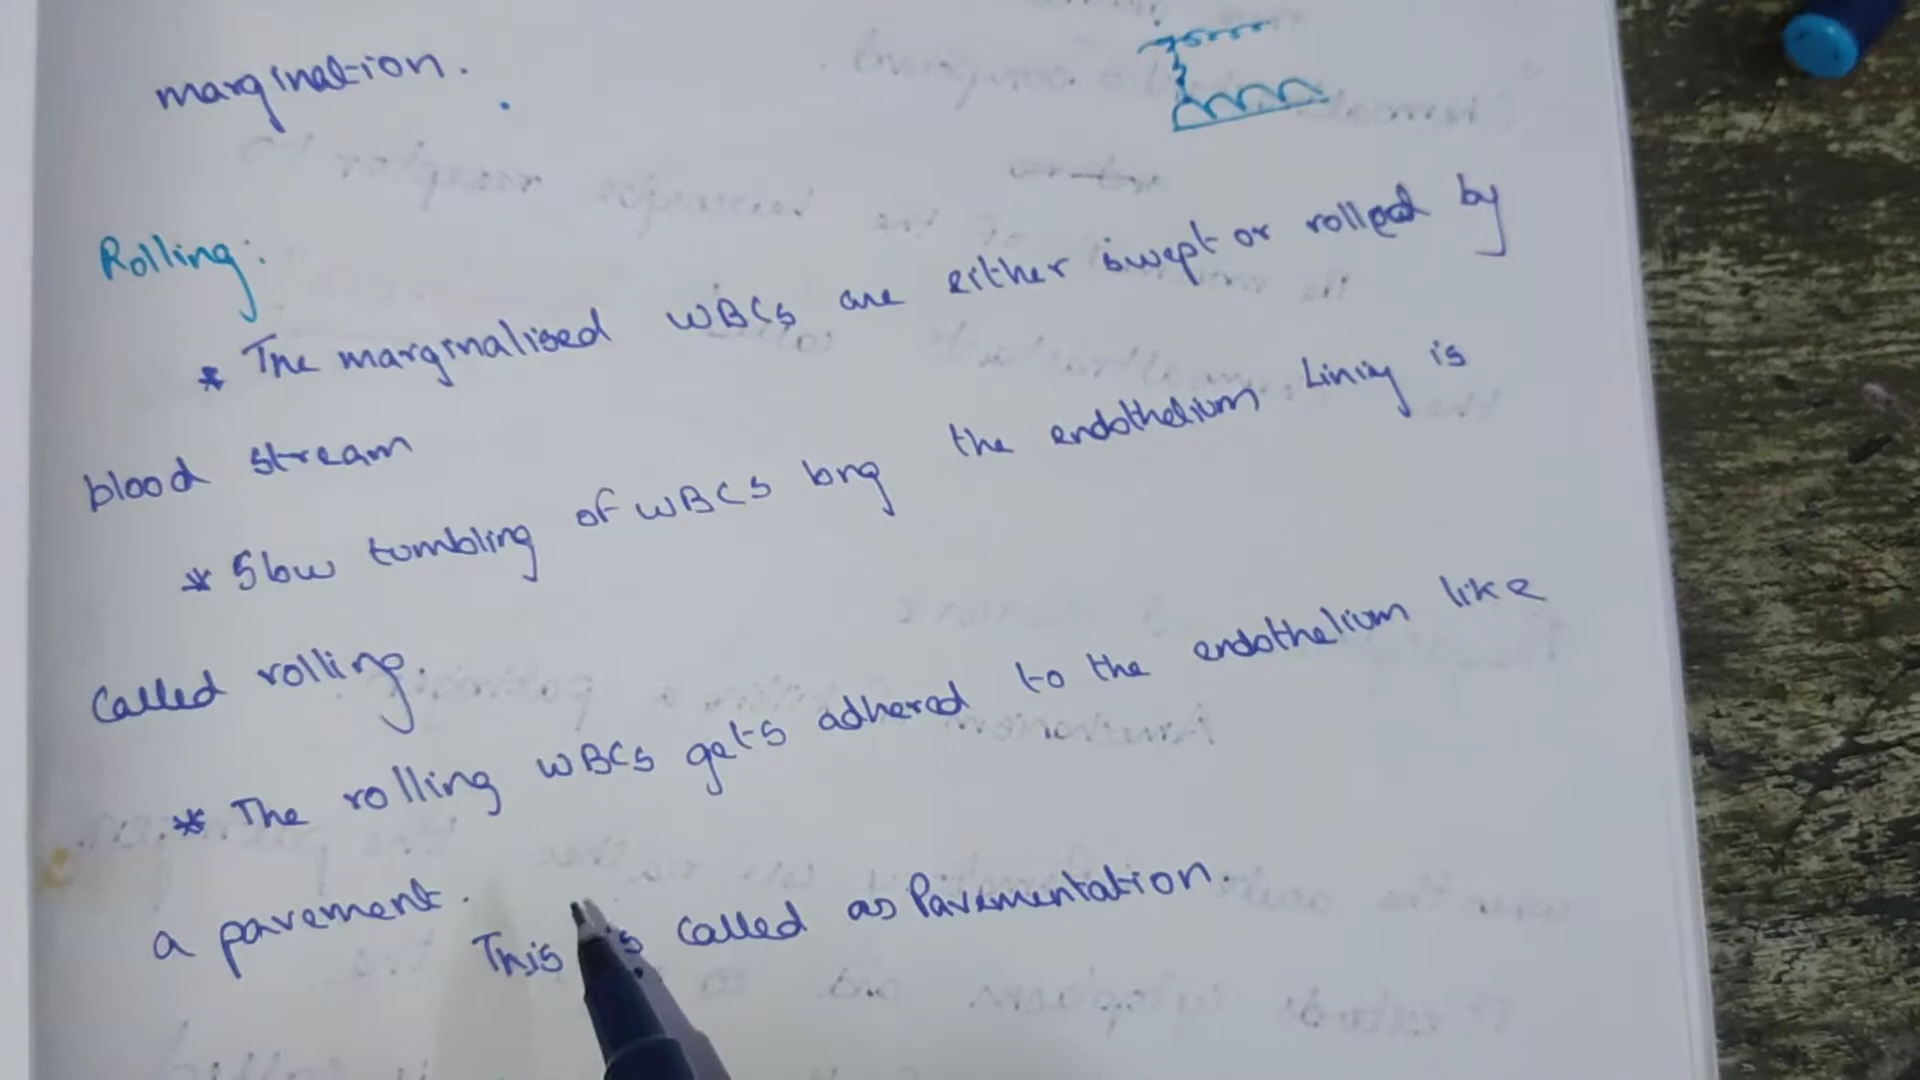 margination.
Rolling:
* The marginalised WBCs are either swept or rolled by
blood stream
* Slow tumbling of WBCs long the endothelium Lining is
called rolling.
* The rolling WBCs gets adhered to the endothelium like
a pavement.
This is called as Pavementation.